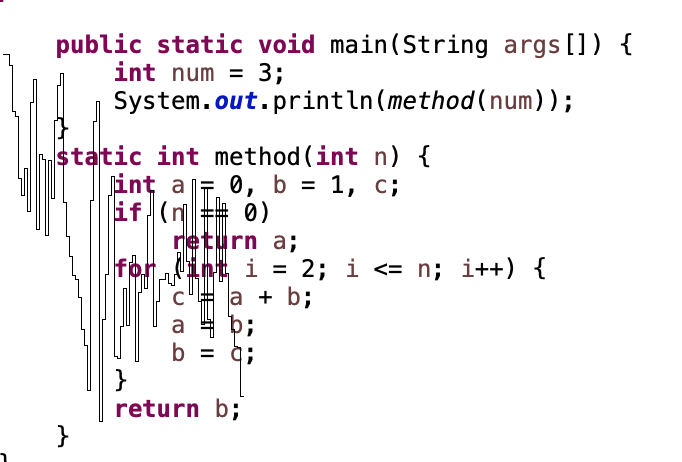 public static void main(String args[]) {
int num = 3;
System.out.println(method(num));
}
static int method(int n) {
int a = 0, b = 1, c;
if (n == 0)
return a;
for (int i = 2; i <= n; i++) {
c = a + b;
a = b;
b = c;
}
return b;
}
}